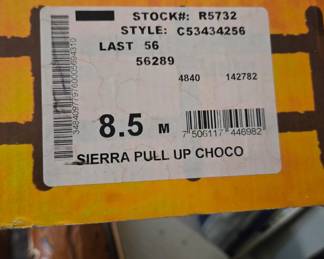 STOCK#: R5732
STYLE: C53434256
LAST 56
56289
4840 142782
8.5 M
7 506117 446982
SIERRA PULL UP CHOCO